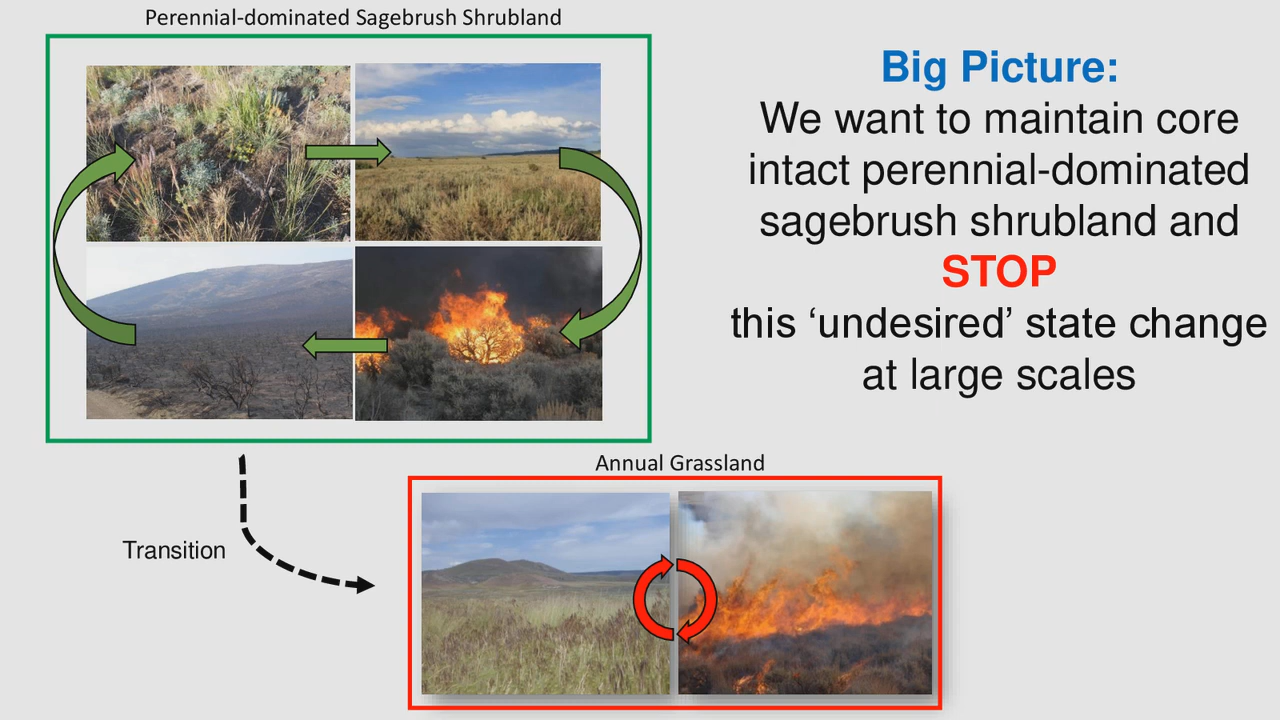 Perennial-dominated Sagebrush Shrubland
Big Picture:
We want to maintain core
intact perennial-dominated
sagebrush shrubland and
STOP
this ‘undesired’ state change
at large scales
Annual Grassland
Transition